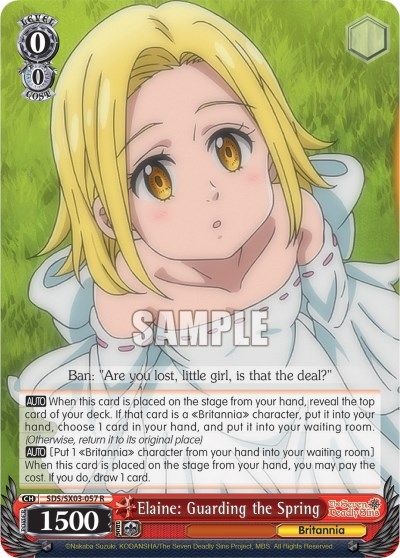 LEVEL
0
0
COST
SAMPLE
Ban: "Are you lost, little girl, is that the deal?"
AUTO When this card is placed on the stage from your hand, reveal the top
card of your deck. If that card is a «Britannia» character, put it into your
hand, choose 1 card in your hand, and put it into your waiting room.
(Otherwise, return it to its original place)
AUTO [Put 1 «Britannia» character from your hand into your waiting room]
When this card is placed on the stage from your hand, you may pay the
cost. If you do, draw 1 card.
CH SDS/SX03-057 R
POWER 1500 SOUL Elaine: Guarding the Spring
The Seven Deadly Sins
Britannia
©Nakaba Suzuki, KODANSHA/The Seven Deadly Sins Project, MBS. All Rights Reserved.